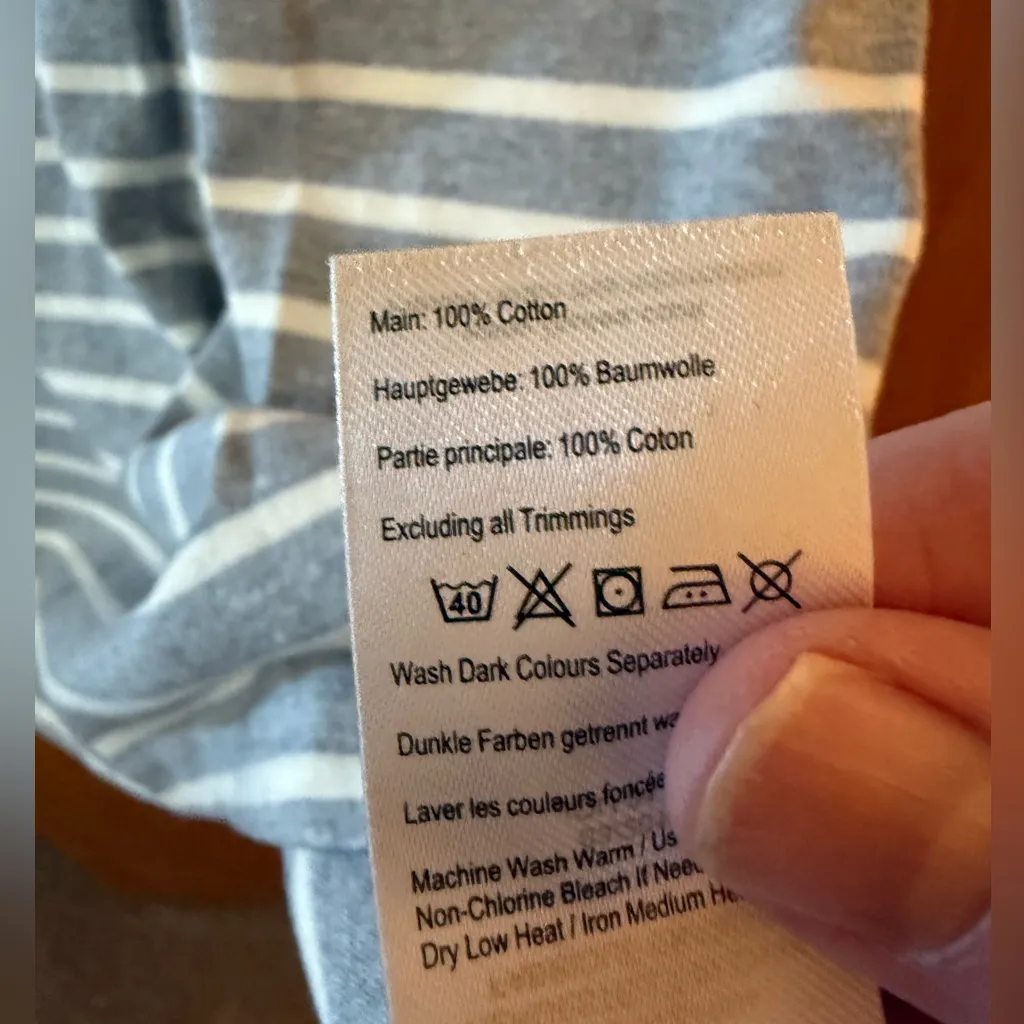 Main: 100% Cotton
Hauptgewebe: 100% Baumwolle
Partie principale: 100% Coton
Excluding all Trimmings
40
Wash Dark Colours Separately
Dunkle Farben getrennt
Laver les couleurs
Machine Wash Warm /
Non-Chlorine Bleach If
Dry Low Heat / Iron Medium